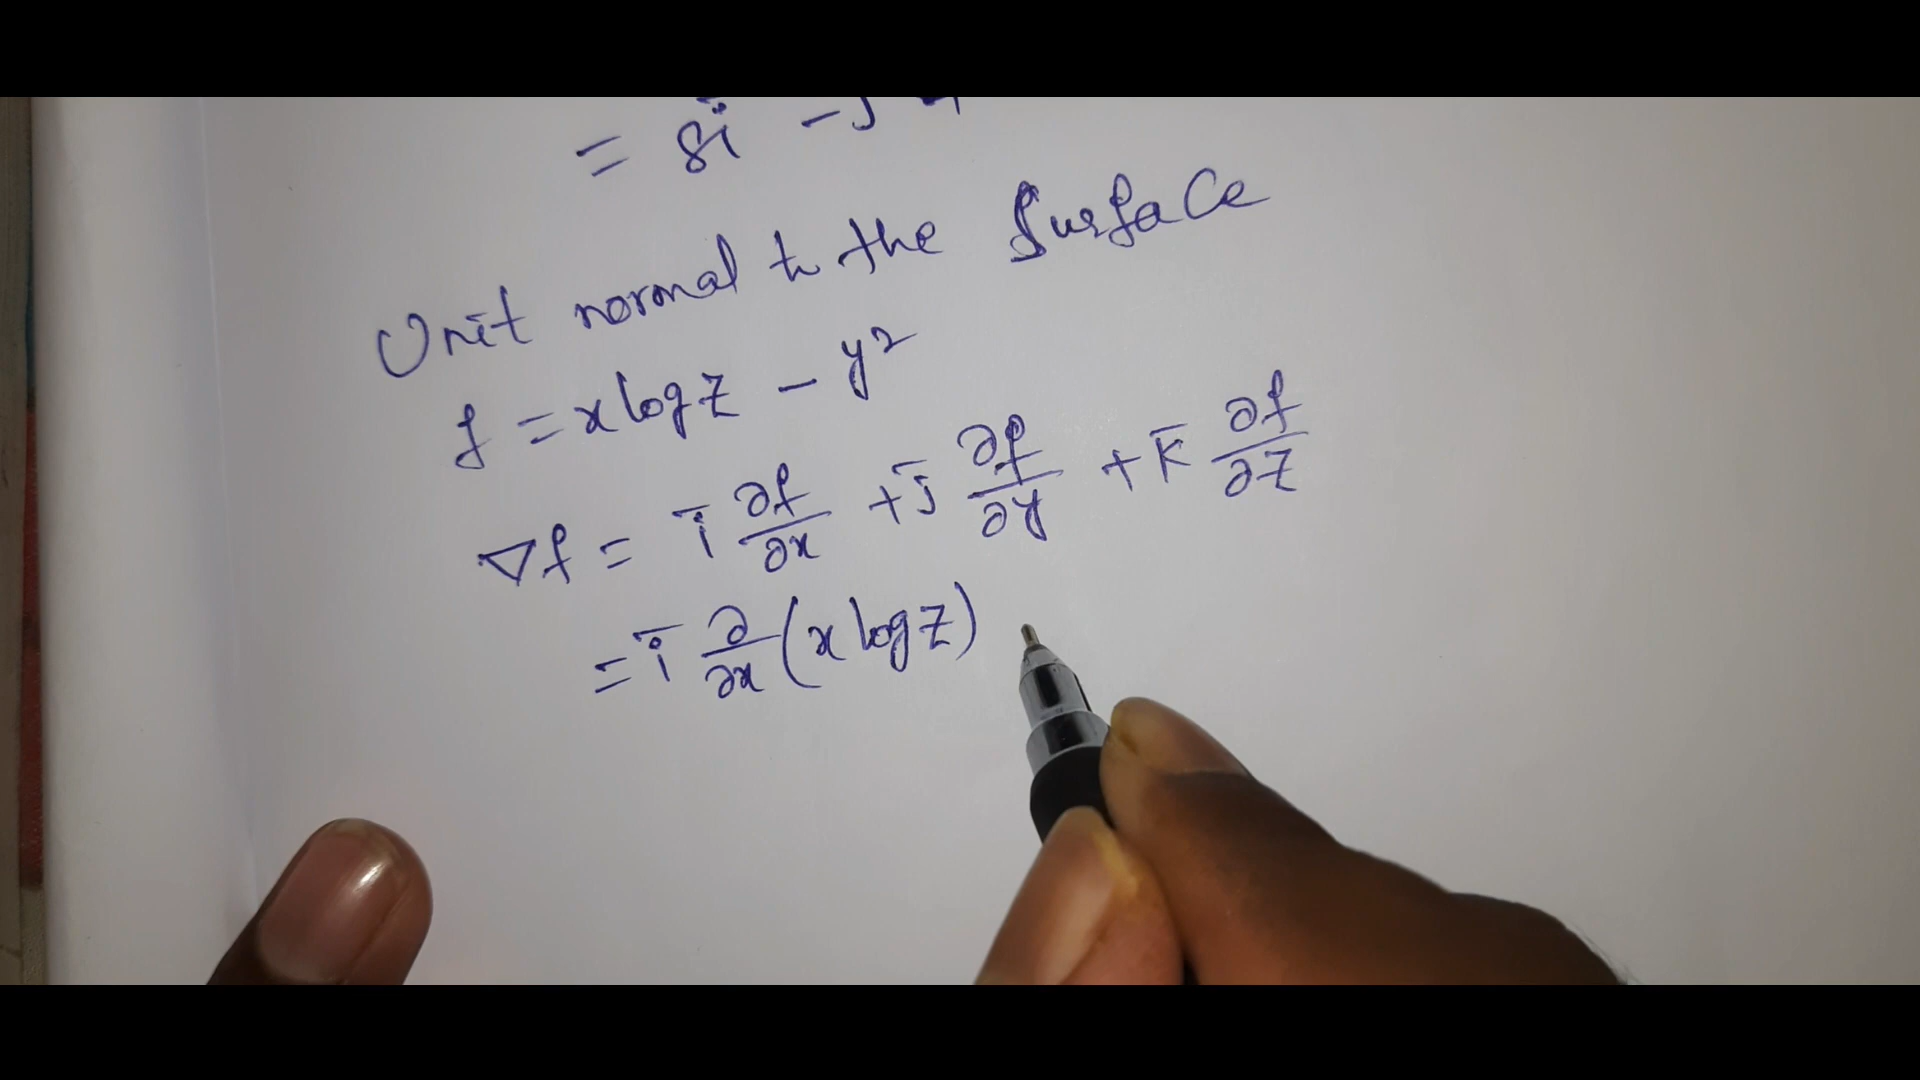 = 8i - j
Unit normal to the Surface
f = x log z - y²
∇f = i̅ ∂f/∂x + j̅ ∂f/∂y + k̅ ∂f/∂z
= i̅ ∂/∂x (x log z)